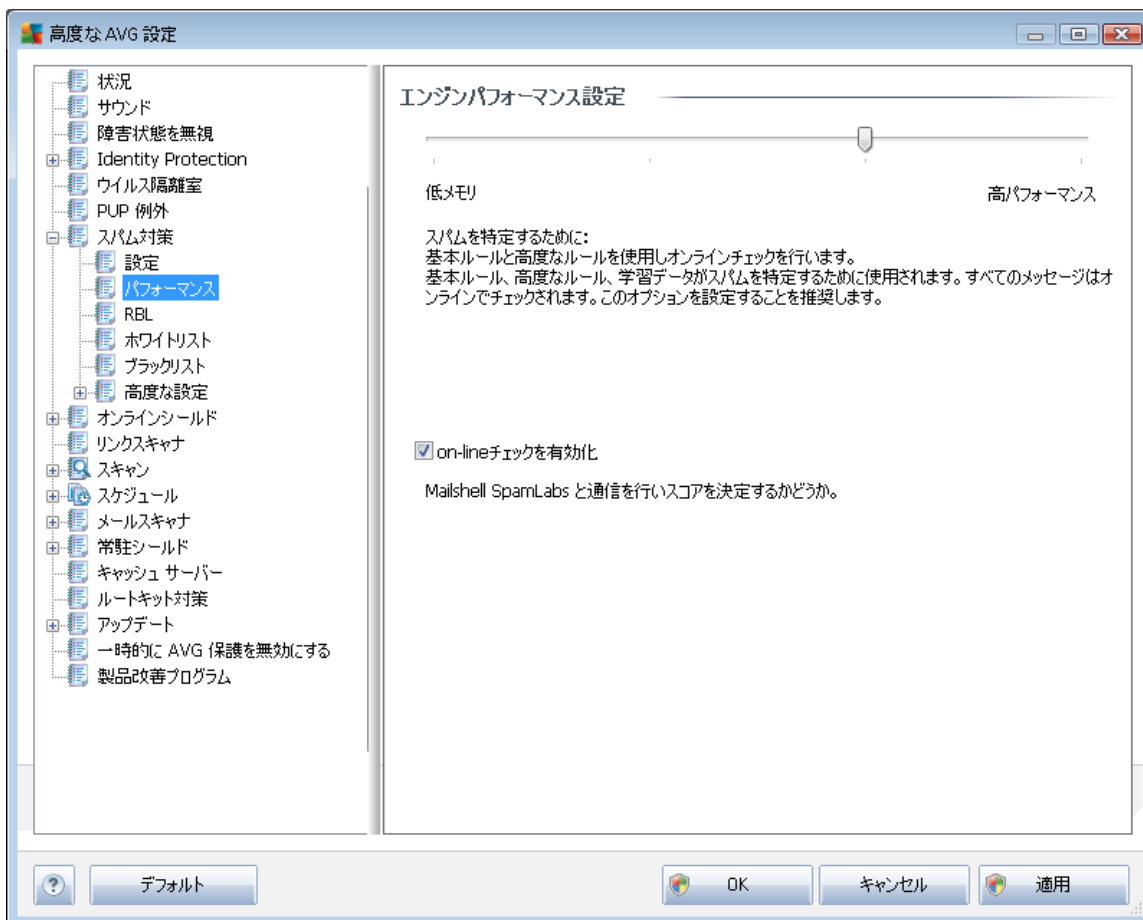 高度な AVG 設定
状況
サウンド
障害状態を無視
Identity Protection
ウイルス隔離室
PUP 例外
スパム対策
設定
パフォーマンス
RBL
ホワイトリスト
ブラックリスト
高度な設定
オンラインシールド
リンクスキャナ
スキャン
スケジュール
メールスキャナ
常駐シールド
キャッシュ サーバー
ルートキット対策
アップデート
一時的に AVG 保護を無効にする
製品改善プログラム
エンジンパフォーマンス設定
低メモリ
高パフォーマンス
スパムを特定するために:
基本ルールと高度なルールを使用しオンラインチェックを行います。
基本ルール、高度なルール、学習データがスパムを特定するために使用されます。すべてのメッセージはオ
ンラインでチェックされます。このオプションを設定することを推奨します。
on-lineチェックを有効化
Mailshell SpamLabs と通信を行いスコアを決定するかどうか。
?
デフォルト
OK
キャンセル
適用